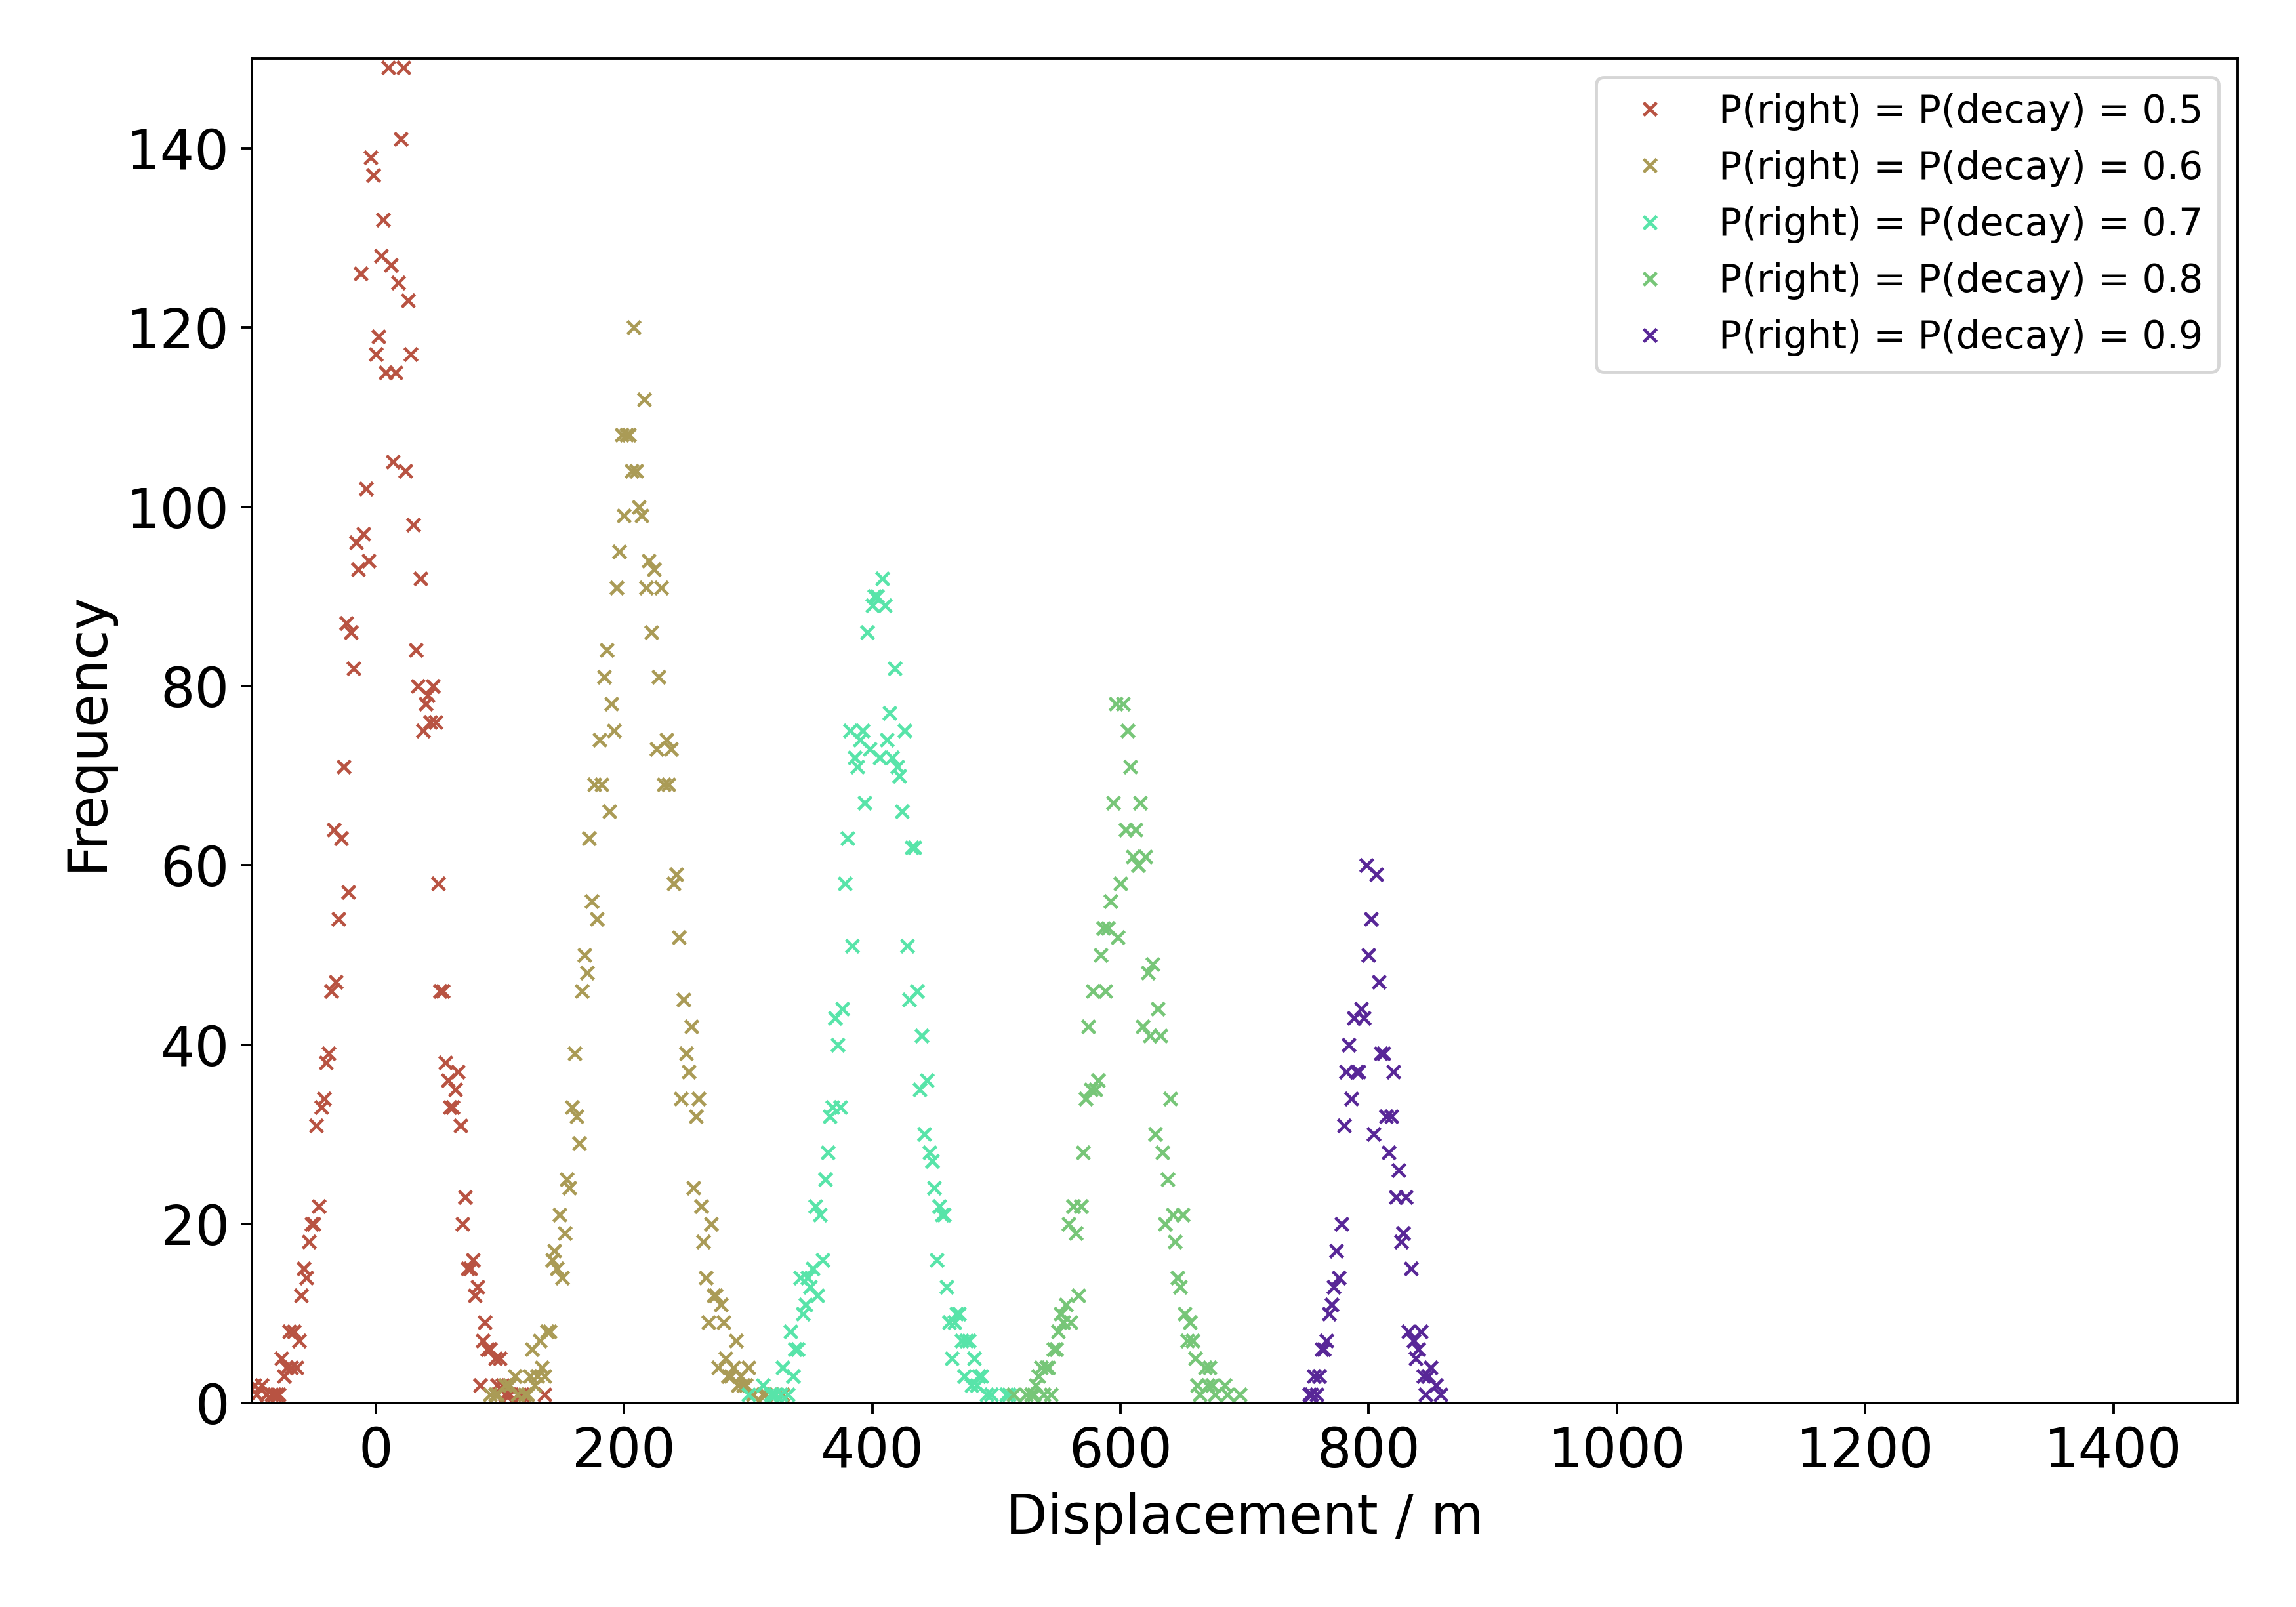 140
120
100
80
60
40
20
0
Frequency
P(right) = P(decay) = 0.5
P(right) = P(decay) = 0.6
P(right) = P(decay) = 0.7
P(right) = P(decay) = 0.8
P(right) = P(decay) = 0.9
0 200 400 600 800 1000 1200 1400
Displacement / m